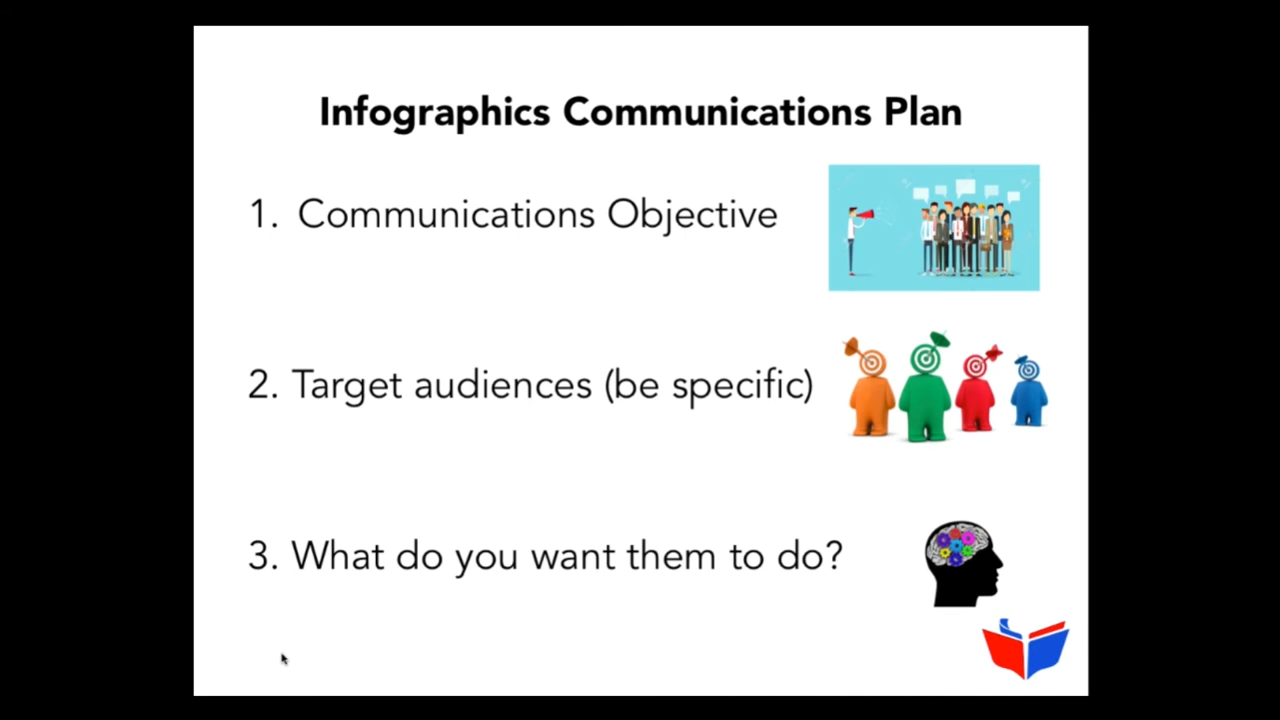 Infographics Communications Plan
1. Communications Objective
2. Target audiences (be specific)
3. What do you want them to do?